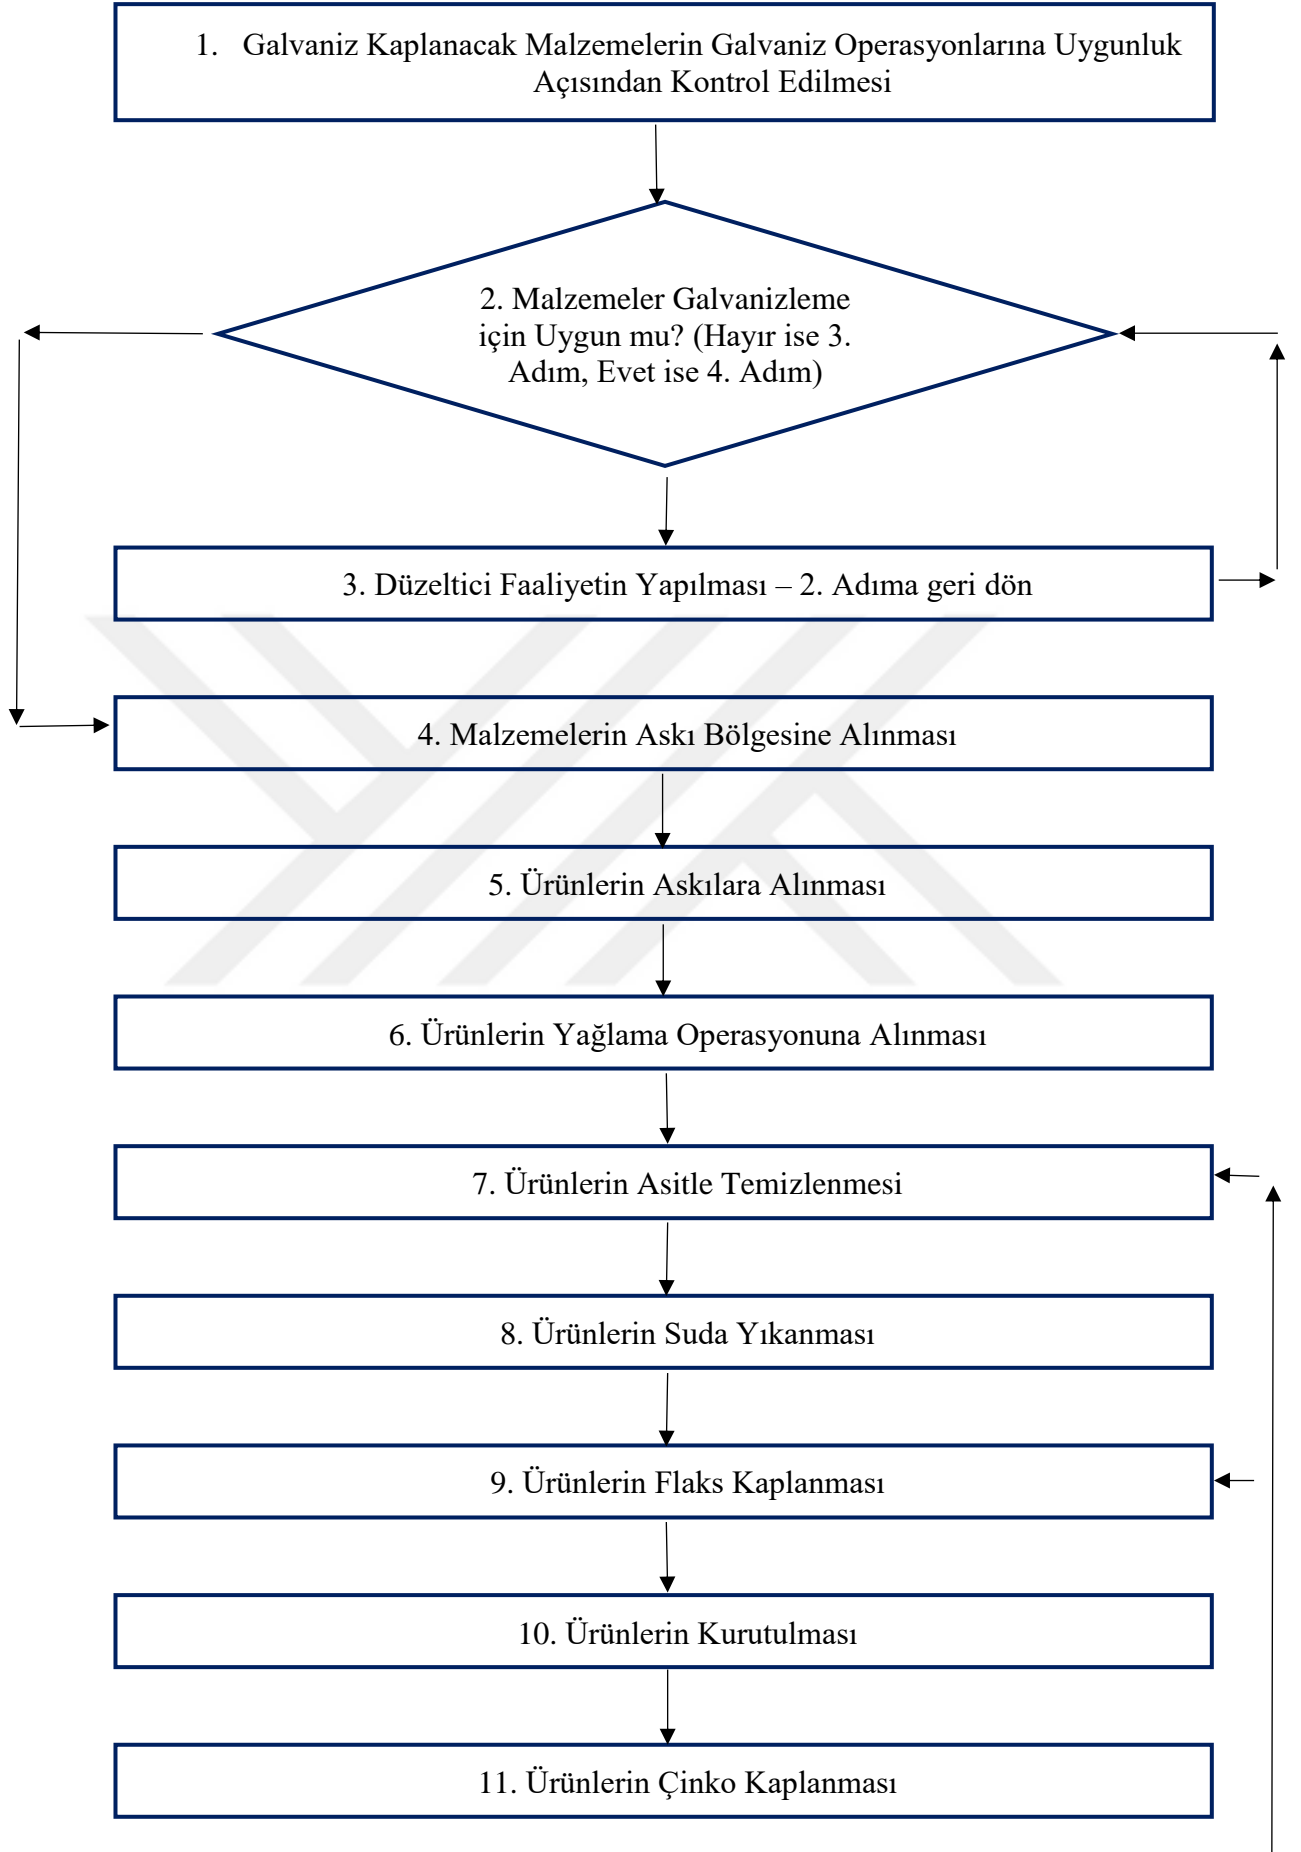 1. Galvaniz Kaplanacak Malzemelerin Galvaniz Operasyonlarına Uygunluk
Açısından Kontrol Edilmesi
2. Malzemeler Galvanizleme
için Uygun mu? (Hayır ise 3.
Adım, Evet ise 4. Adım)
3. Düzeltici Faaliyetin Yapılması – 2. Adıma geri dön
4. Malzemelerin Askı Bölgesine Alınması
5. Ürünlerin Askılara Alınması
6. Ürünlerin Yağlama Operasyonuna Alınması
7. Ürünlerin Asitle Temizlenmesi
8. Ürünlerin Suda Yıkanması
9. Ürünlerin Flaks Kaplanması
10. Ürünlerin Kurutulması
11. Ürünlerin Çinko Kaplanması